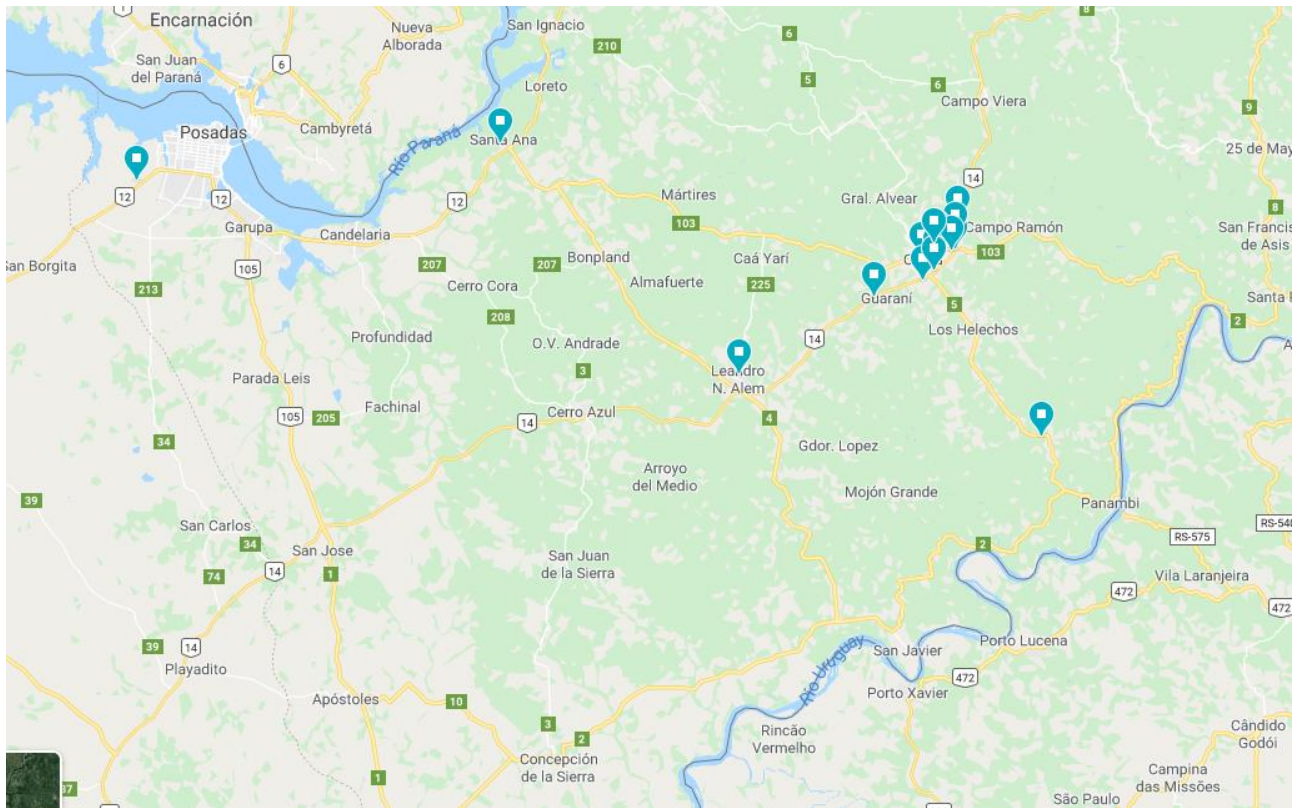 1
Encarnación
Nueva
Alborada
San Ignacio
8
6
210
San Juan
del Paraná
6
5
6
Loreto
Campo Viera
9
Posadas
Cambyretá
Río Paraná
Santa Ana
25 de May
14
12
12
12
Mártires
Gral. Alvear
8
Garupa
Candelaria
103
Campo Ramón
San Francis
de Asis
103
San Borgita
105
207
207
Bonpland
Caá Yarí
213
Cerro Cora
Almafuerte
225
Guaraní
5
Santa
208
2
Profundidad
O.V. Andrade
14
Los Helechos
3
Leandro
N. Alem
Parada Leis
Fachinal
105
205
14
Cerro Azul
4
34
Gdor. Lopez
Arroyo
del Medio
39
Mojón Grande
Panambi
San Carlos
RS-540
34
San Jose
2
RS-575
14
1
74
San Juan
de la Sierra
Vila Laranjeira
472
472
39
14
Porto Lucena
Río Uruguay
San Javier
Playadito
472
Apóstoles
10
Porto Xavier
3
2
Rincão
Vermelho
Cândido
Godói
Concepción
de la Sierra
1
Campina
das Missões
37
São Paulo